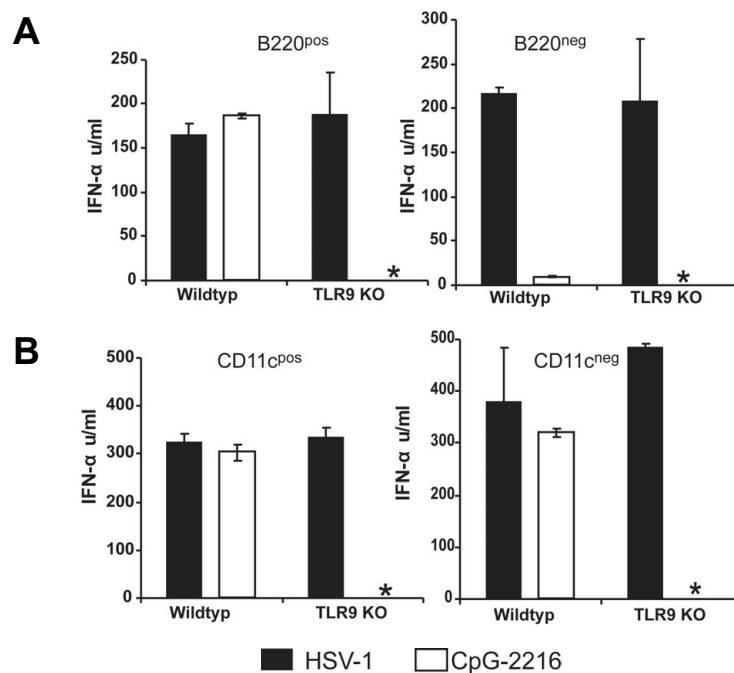 A
B220pos
B220neg
IFN-α u/ml
250
200
150
100
50
0
Wildtyp
TLR9 KO
*
IFN-α u/ml
300
250
200
150
100
50
0
Wildtyp
TLR9 KO
*
B
CD11cpos
CD11cneg
IFN-α u/ml
500
400
300
200
100
0
Wildtyp
TLR9 KO
*
IFN-α u/ml
500
400
300
200
100
0
Wildtyp
TLR9 KO
*
HSV-1
CpG-2216